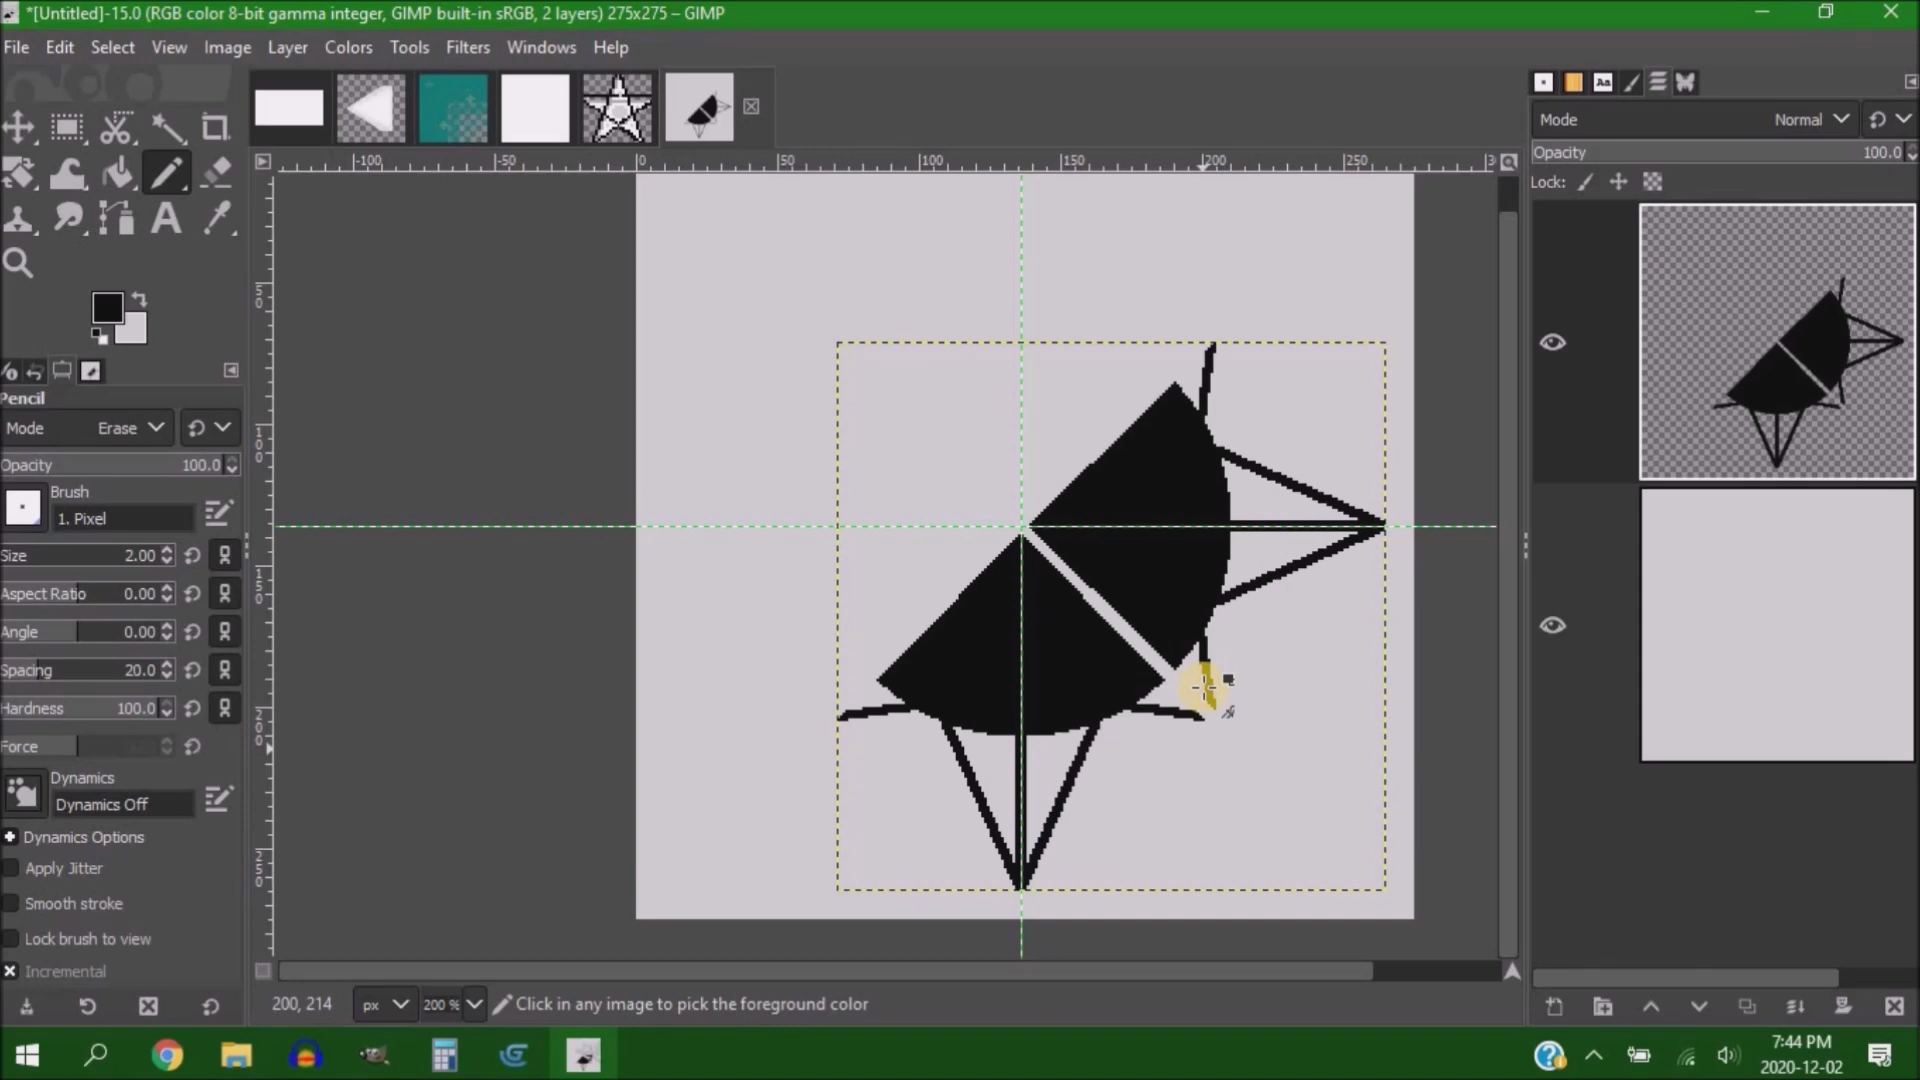 *[Untitled]-15.0 (RGB color 8-bit gamma integer, GIMP built-in sRGB, 2 layers) 275x275 – GIMP
File Edit Select View Image Layer Colors Tools Filters Windows Help
Mode Normal
Opacity 100.0
Lock:
-100 -50 0 50 100 150 200 250
50
100
150
200
250
Pencil
Mode Erase
Opacity 100.0
Brush
1. Pixel
Size 2.00
Aspect Ratio 0.00
Angle 0.00
Spacing 20.0
Hardness 100.0
Force
Dynamics
Dynamics Off
Dynamics Options
Apply Jitter
Smooth stroke
Lock brush to view
Incremental
200, 214 px 200 % Click in any image to pick the foreground color
7:44 PM
2020-12-02